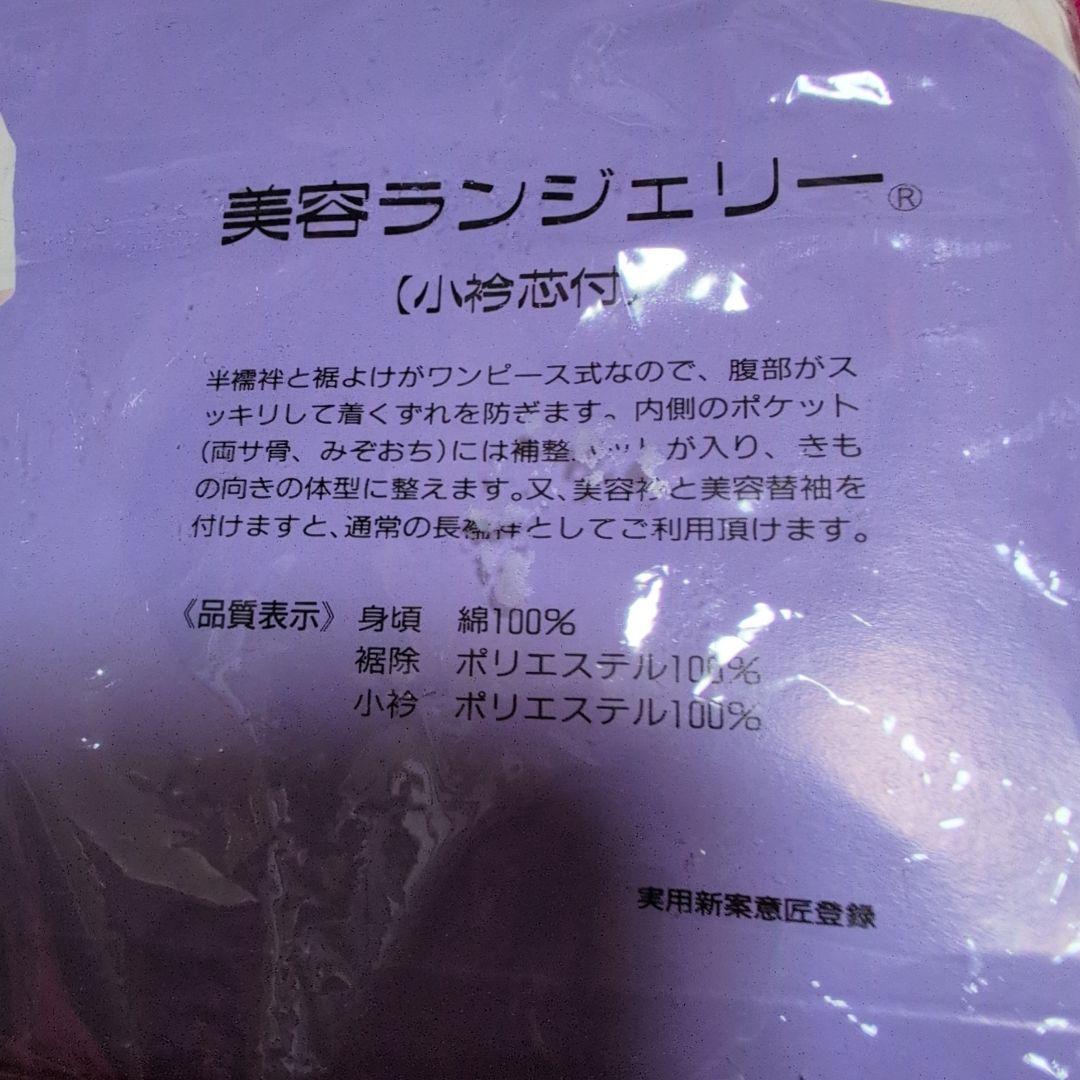 美容ランジェリー®
(小衿芯付)
半襦袢と裾よけがワンピース式なので、腹部がス
ッキリして着くずれを防ぎます。内側のポケット
(両サ骨、みぞおち)には補整パットが入り、きも
の向きの体型に整えます。又、美容衿と美容替袖を
付けますと、通常の長襦袢としてご利用頂けます。
《品質表示》 身頃 綿100%
裾除 ポリエステル100%
小衿 ポリエステル100%
実用新案意匠登録